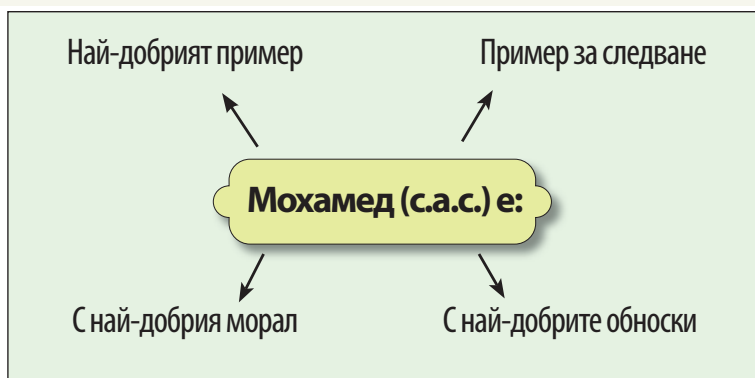 Най-добрият пример
Пример за следване
Мохамед (с.а.с.) е:
С най-добрия морал
С най-добрите обноски